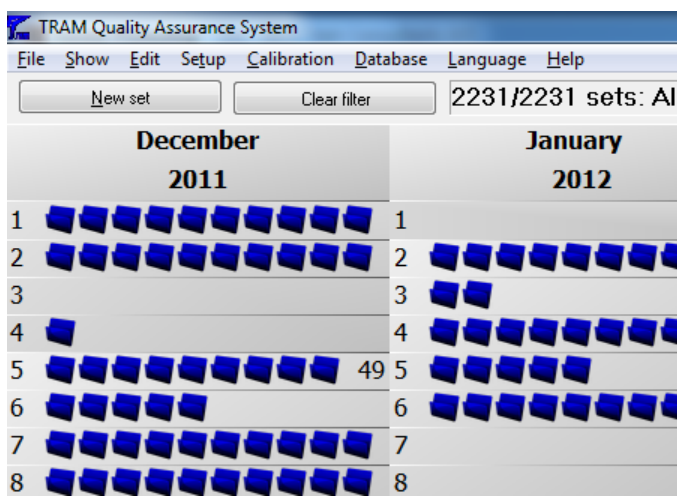 TRAM Quality Assurance System
File Show Edit Setup Calibration Database Language Help
New set Clear filter 2231/2231 sets: Al
December January
2011 2012
1 1
2 2
3 3
4 4
5 49 5
6 6
7 7
8 8